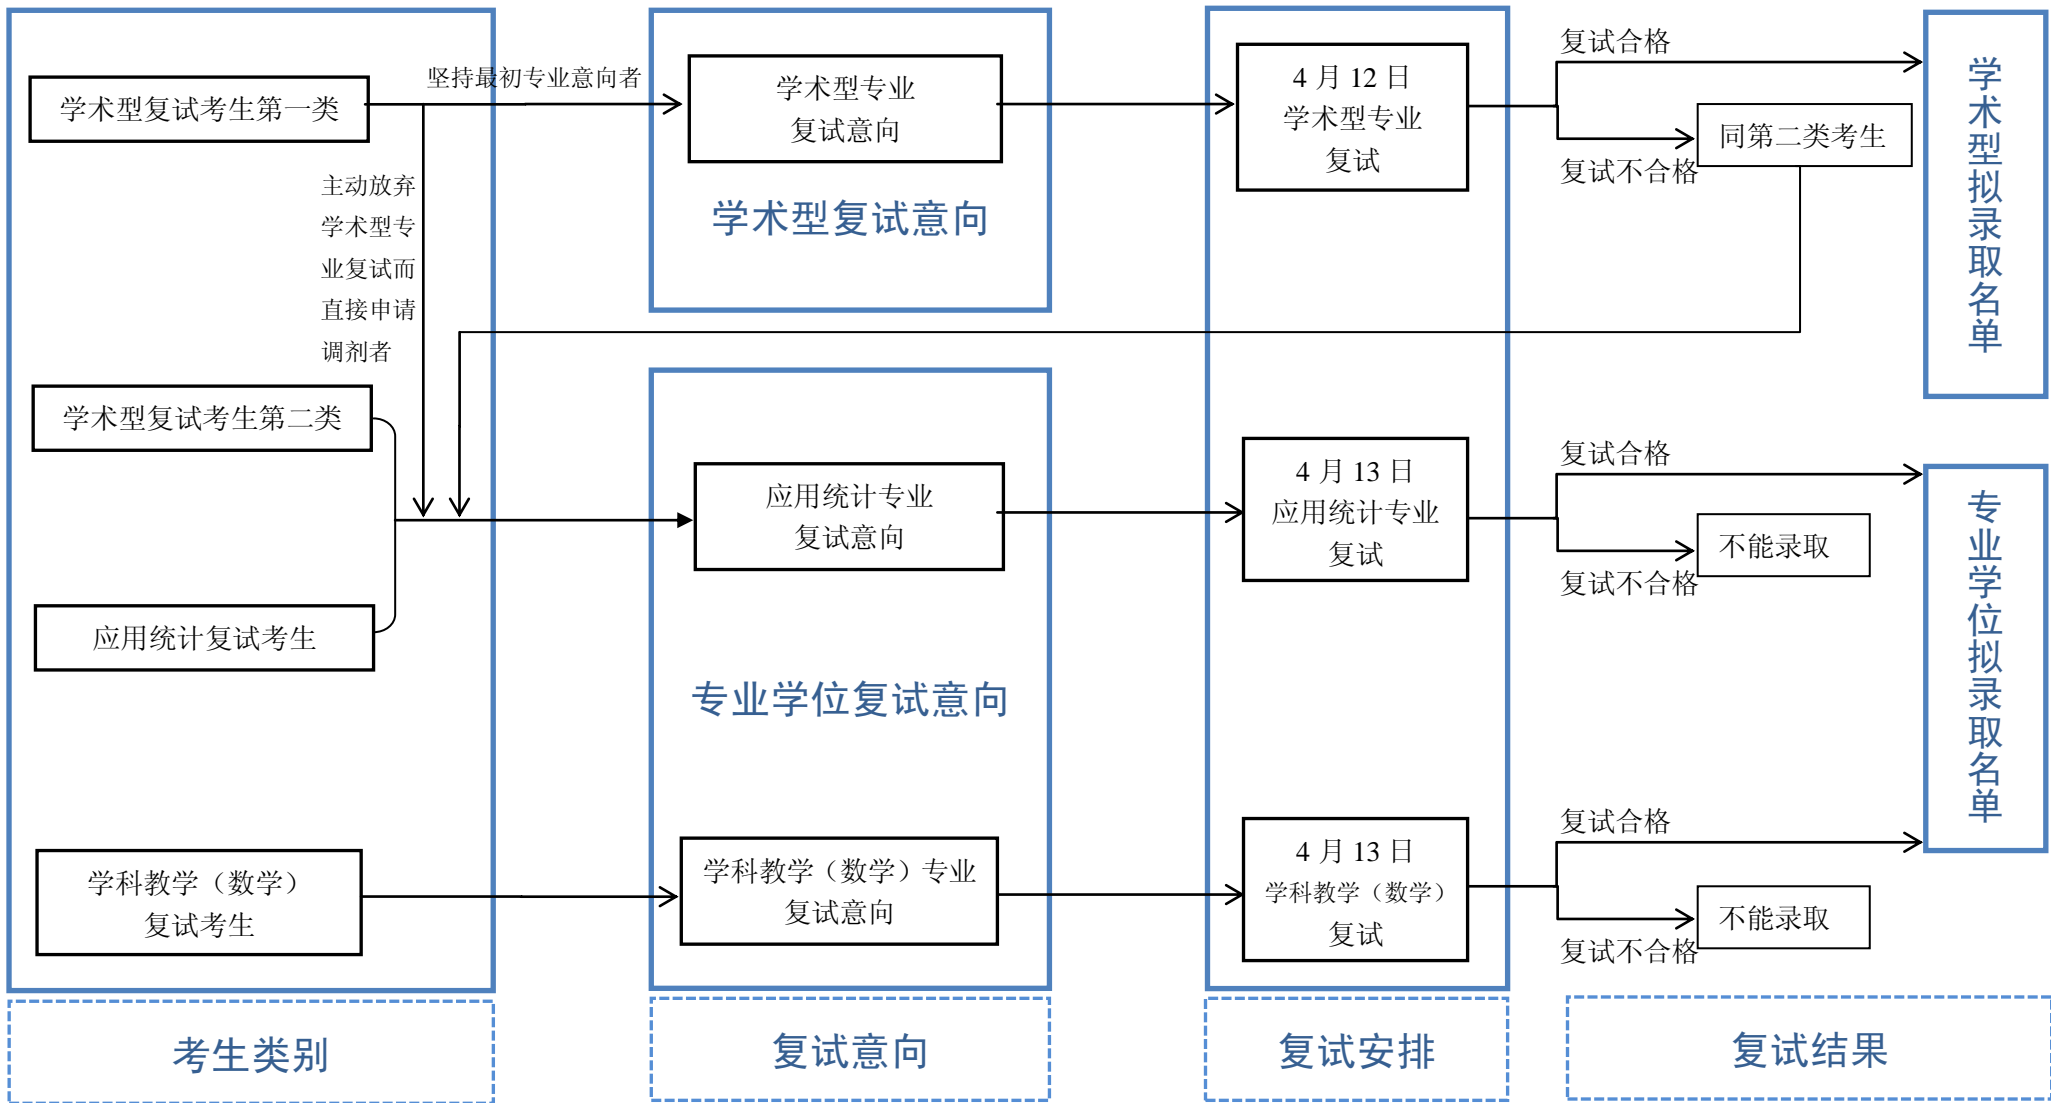 学术型复试考生第一类
坚持最初专业意向者
主动放弃
学术型专
业复试而
直接申请
调剂者
学术型复试考生第二类
应用统计复试考生
学科教学（数学）
复试考生
考生类别
学术型专业
复试意向
学术型复试意向
应用统计专业
复试意向
专业学位复试意向
学科教学（数学）专业
复试意向
复试意向
4 月 12 日
学术型专业
复试
4 月 13 日
应用统计专业
复试
4 月 13 日
学科教学（数学）
复试
复试安排
复试合格
同第二类考生
复试不合格
复试合格
不能录取
复试不合格
复试合格
不能录取
复试不合格
学术型拟录取名单
专业学位拟录取名单
复试结果